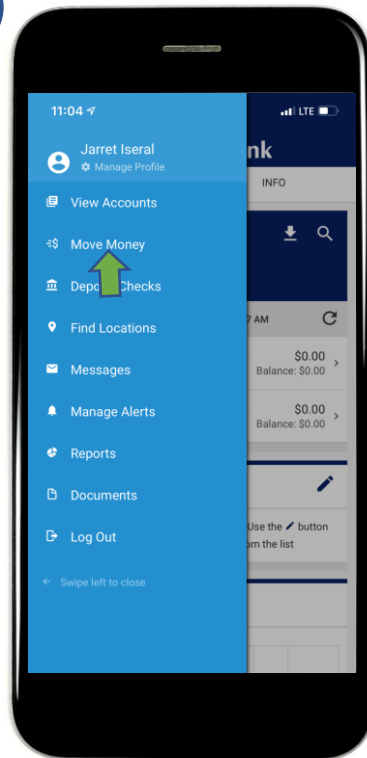 11:04 LTE
Jarret Iseral
Manage Profile
nk
INFO
View Accounts
Move Money
Deposit Checks
7 AM
Find Locations
$0.00
Balance: $0.00
Messages
$0.00
Balance: $0.00
Manage Alerts
Reports
Documents
Use the button
om the list
Log Out
Swipe left to close